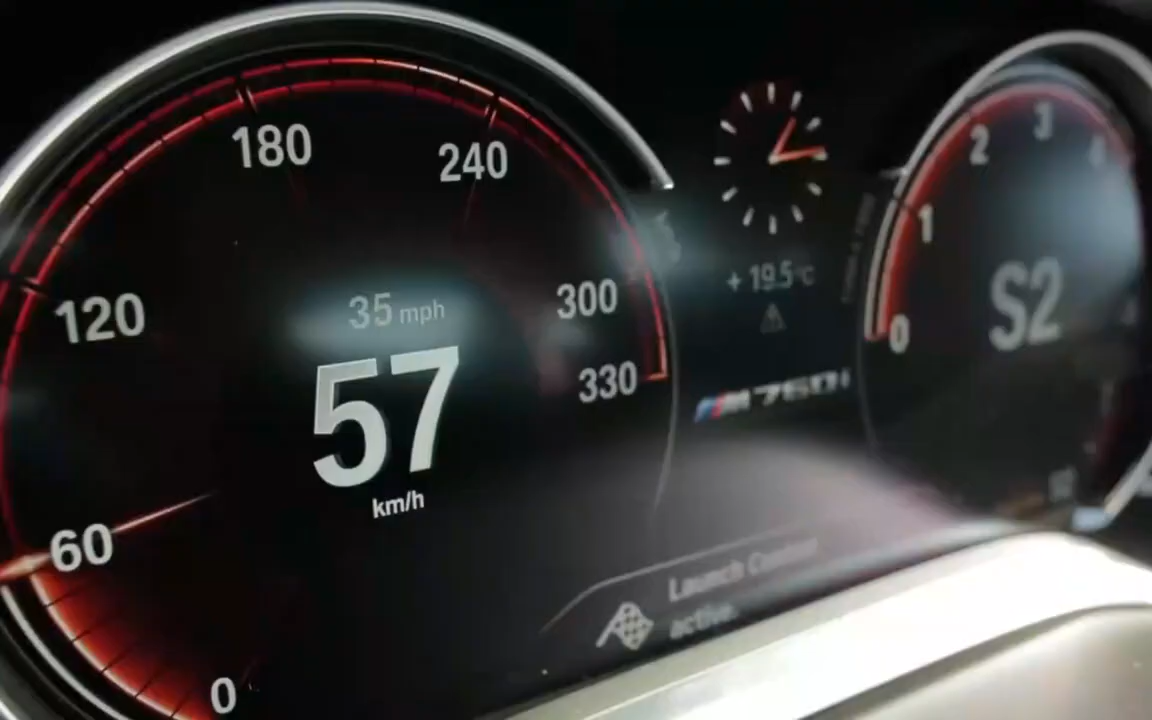 180
240
120
300
330
60
0
35 mph
57
km/h
+ 19.5°C
M760i
Launch Control
active.
0
1
2
3
4
S2